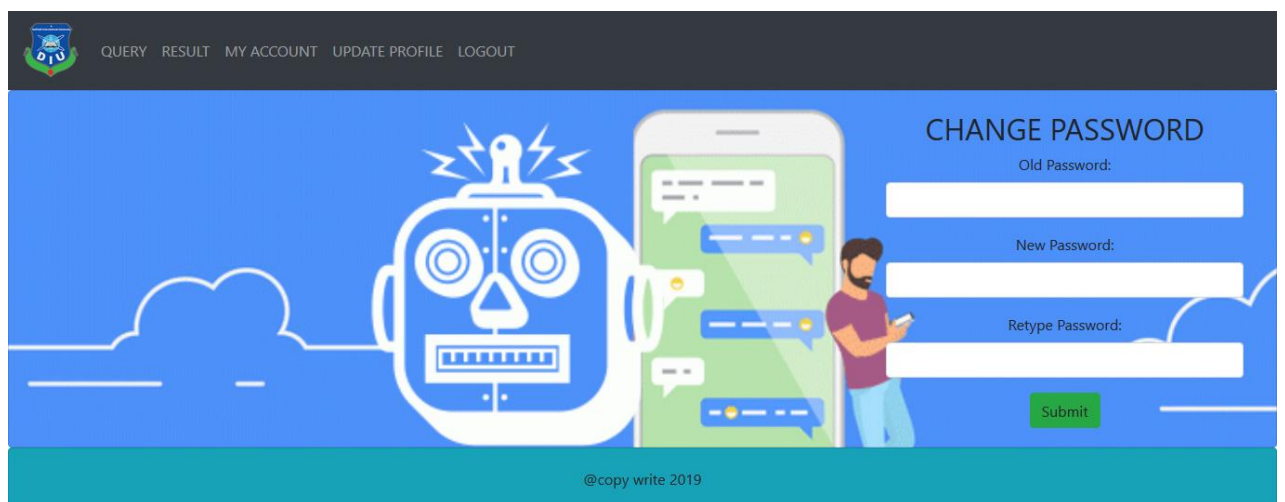 DIU
QUERY RESULT MY ACCOUNT UPDATE PROFILE LOGOUT
CHANGE PASSWORD
Old Password:
New Password:
Retype Password:
Submit
@copy write 2019